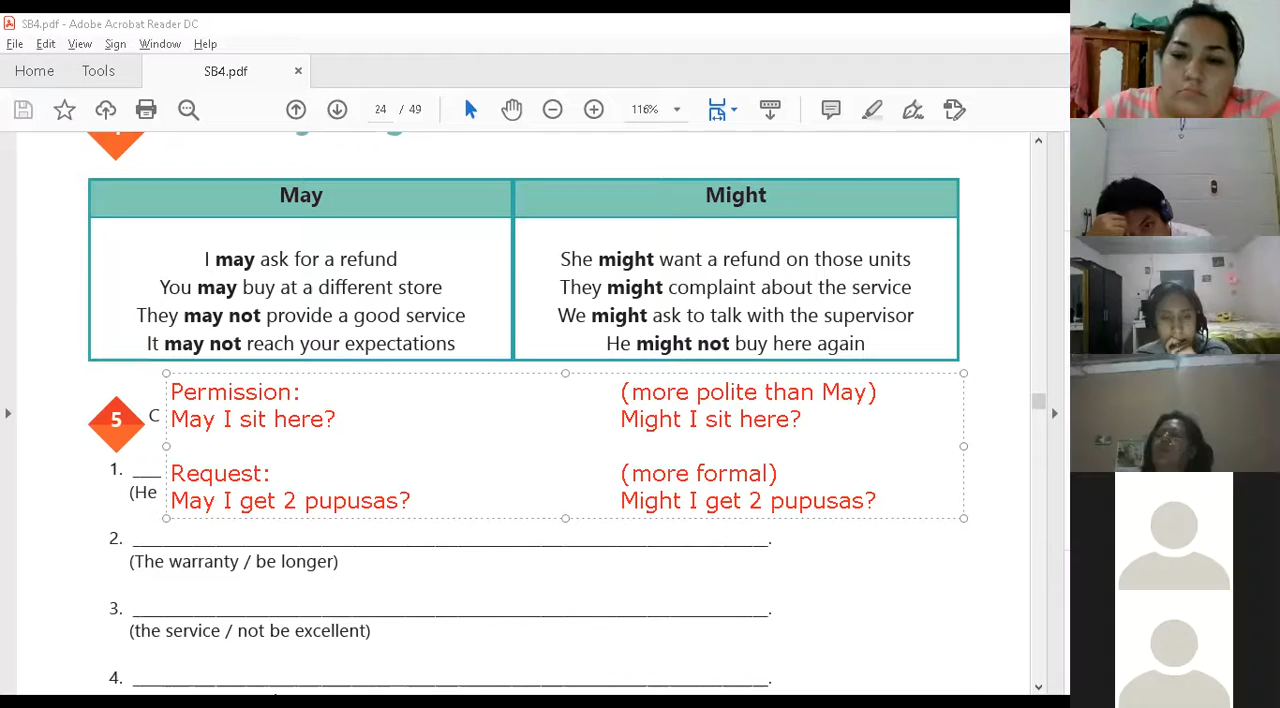 SB4.pdf - Adobe Acrobat Reader DC
File Edit View Sign Window Help
Home Tools SB4.pdf ×
24 / 49 116%
May Might
I may ask for a refund She might want a refund on those units
You may buy at a different store They might complaint about the service
They may not provide a good service We might ask to talk with the supervisor
It may not reach your expectations He might not buy here again
Permission: (more polite than May)
5 C May I sit here? Might I sit here?
1. ___ Request: (more formal)
(He May I get 2 pupusas? Might I get 2 pupusas?
2. ______________________________.
(The warranty / be longer)
3. ______________________________.
(the service / not be excellent)
4. ______________________________.